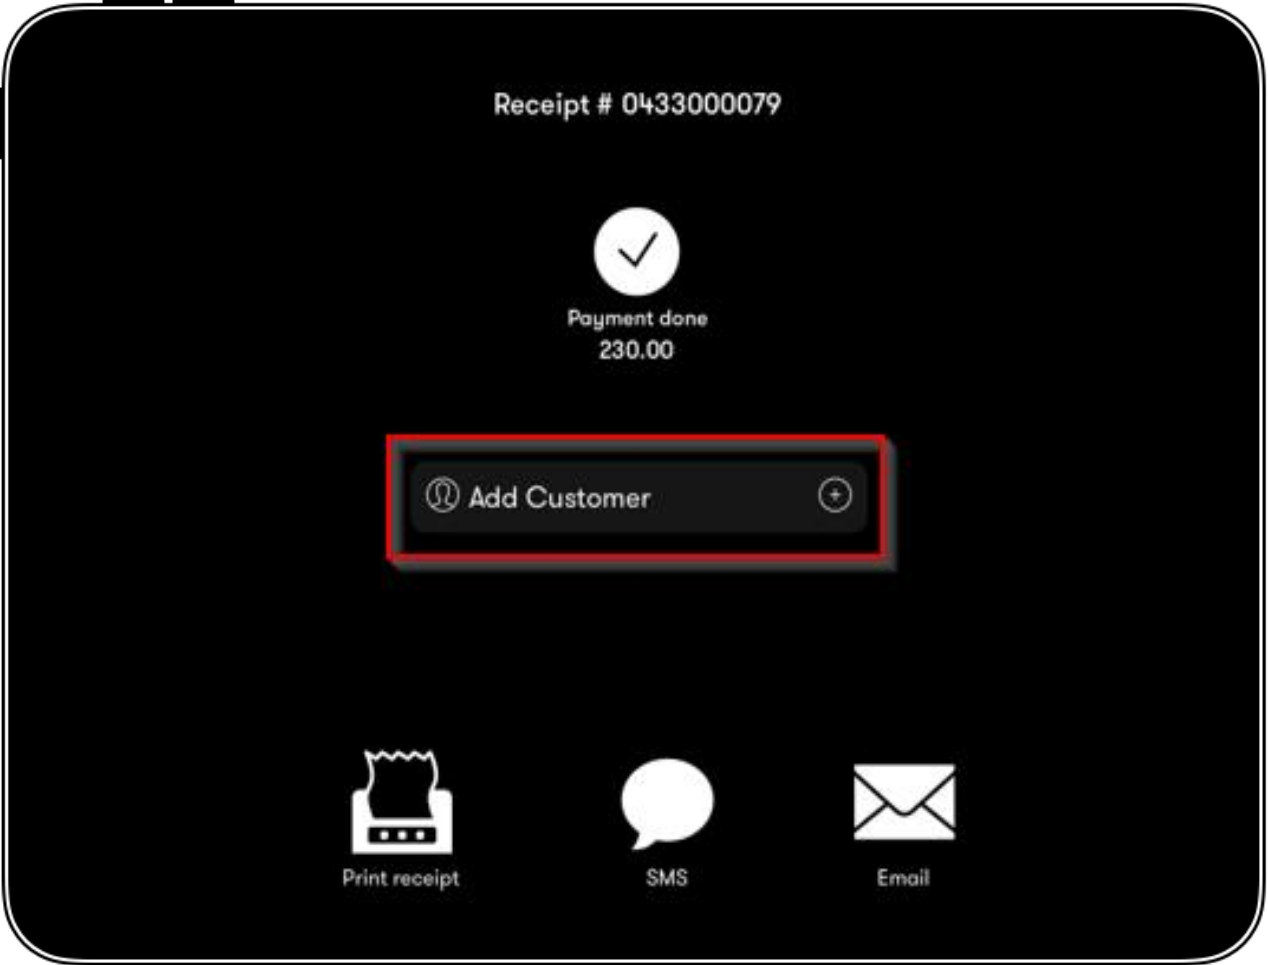 Receipt # 0433000079
Payment done
230.00
Add Customer
Print receipt
SMS
Email